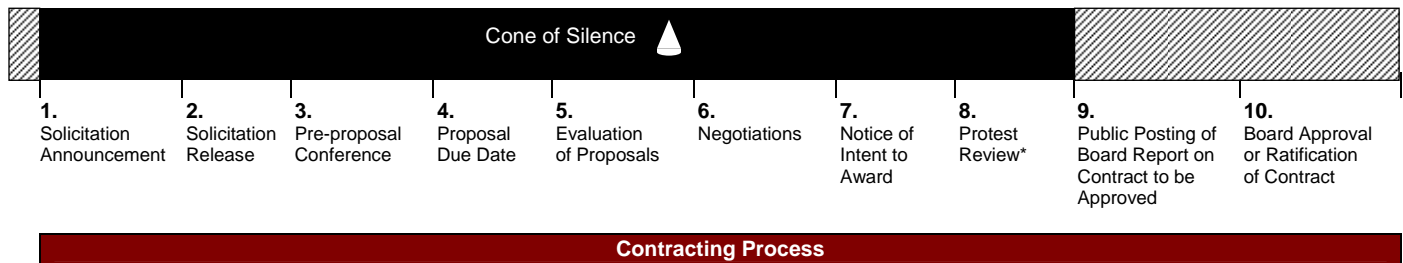 Cone of Silence
1.
Solicitation
Announcement
2.
Solicitation
Release
3.
Pre-proposal
Conference
4.
Proposal
Due Date
5.
Evaluation
of Proposals
6.
Negotiations
7.
Notice of
Intent to
Award
8.
Protest
Review*
9.
Public Posting of
Board Report on
Contract to be
Approved
10.
Board Approval
or Ratification
of Contract
Contracting Process